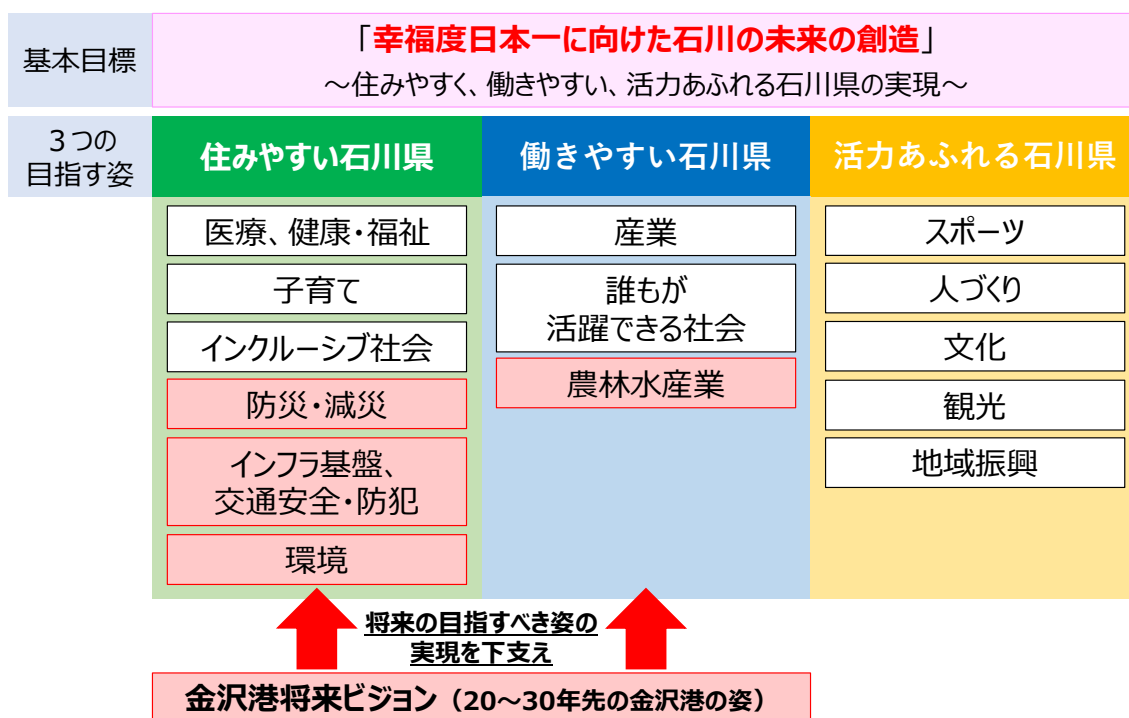 基本目標
「幸福度日本一に向けた石川の未来の創造」
～住みやすく、働きやすい、活力あふれる石川県の実現～
３つの
目指す姿
住みやすい石川県
働きやすい石川県
活力あふれる石川県
医療、健康・福祉
子育て
インクルーシブ社会
防災・減災
インフラ基盤、
交通安全・防犯
環境
産業
誰もが
活躍できる社会
農林水産業
スポーツ
人づくり
文化
観光
地域振興
将来の目指すべき姿の
実現を下支え
金沢港将来ビジョン（20～30年先の金沢港の姿）